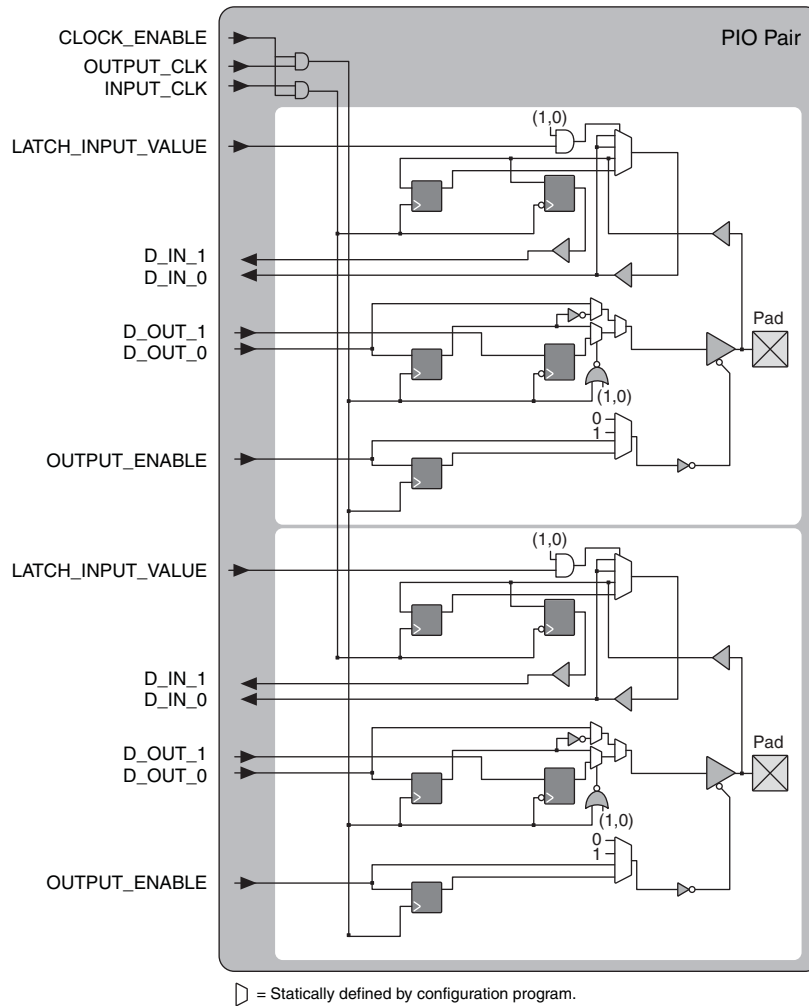 CLOCK_ENABLE
PIO Pair
OUTPUT_CLK
INPUT_CLK
(1,0)
LATCH_INPUT_VALUE
D_IN_1
D_IN_0
Pad
D_OUT_1
D_OUT_0
(1,0)
0
1
OUTPUT_ENABLE
(1,0)
LATCH_INPUT_VALUE
D_IN_1
D_IN_0
Pad
D_OUT_1
D_OUT_0
(1,0)
0
1
OUTPUT_ENABLE
= Statically defined by configuration program.